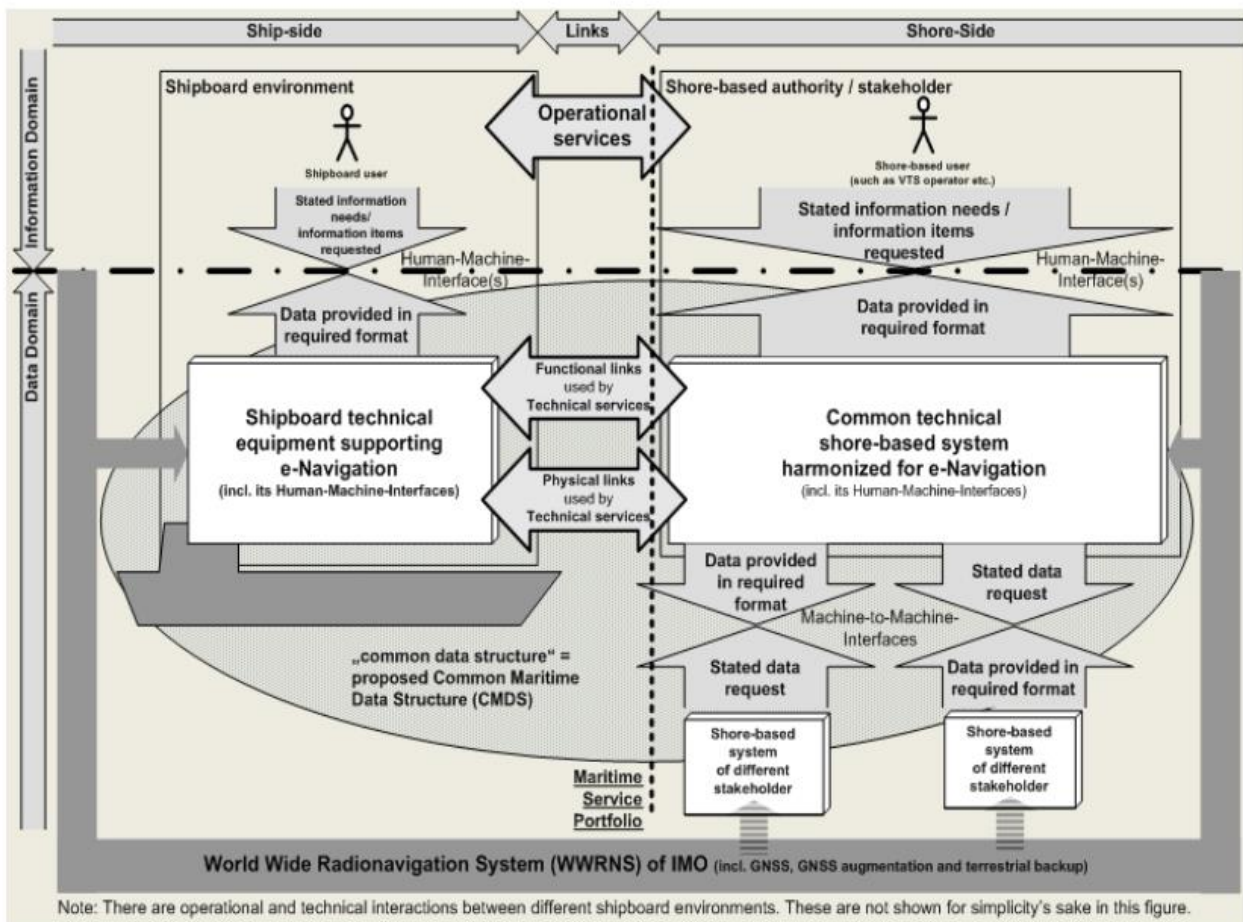 Ship-side
Links
Shore-Side
Information Domain
Data Domain
Shipboard environment
Shipboard user
Stated information
needs/
information items
requested
Human-Machine-
Interface(s)
Data provided in
required format
Operational
services
Shore-based authority / stakeholder
Shore-based user
(such as VTS operator etc.)
Stated information needs /
information items
requested
Human-Machine-
Interface(s)
Data provided in
required format
Shipboard technical
equipment supporting
e-Navigation
(incl. its Human-Machine-Interfaces)
Functional links
used by
Technical services
Physical links
used by
Technical services
Common technical
shore-based system
harmonized for e-Navigation
(incl. its Human-Machine-Interfaces)
Data provided
in required
format
Stated data
request
Machine-to-Machine-
Interfaces
Stated data
request
Data provided in
required format
„common data structure“ =
proposed Common Maritime
Data Structure (CMDS)
Shore-based
system
of different
stakeholder
Shore-based
system
of different
stakeholder
Maritime
Service
Portfolio
World Wide Radionavigation System (WWRNS) of IMO (incl. GNSS, GNSS augmentation and terrestrial backup)
Note: There are operational and technical interactions between different shipboard environments. These are not shown for simplicity's sake in this figure.